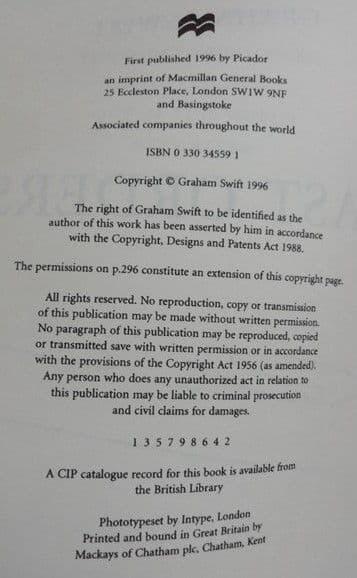 First published 1996 by Picador
an imprint of Macmillan General Books
25 Eccleston Place, London SW1W 9NF
and Basingstoke
Associated companies throughout the world
ISBN 0 330 34559 1
Copyright © Graham Swift 1996
The right of Graham Swift to be identified as the
author of this work has been asserted by him in accordance
with the Copyright, Designs and Patents Act 1988.
The permissions on p.296 constitute an extension of this copyright page.
All rights reserved. No reproduction, copy or transmission
of this publication may be made without written permission.
No paragraph of this publication may be reproduced, copied
or transmitted save with written permission or in accordance
with the provisions of the Copyright Act 1956 (as amended).
Any person who does any unauthorized act in relation to
this publication may be liable to criminal prosecution
and civil claims for damages.
1 3 5 7 9 8 6 4 2
A CIP catalogue record for this book is available from
the British Library
Phototypeset by Intype, London
Printed and bound in Great Britain by
Mackays of Chatham plc, Chatham, Kent